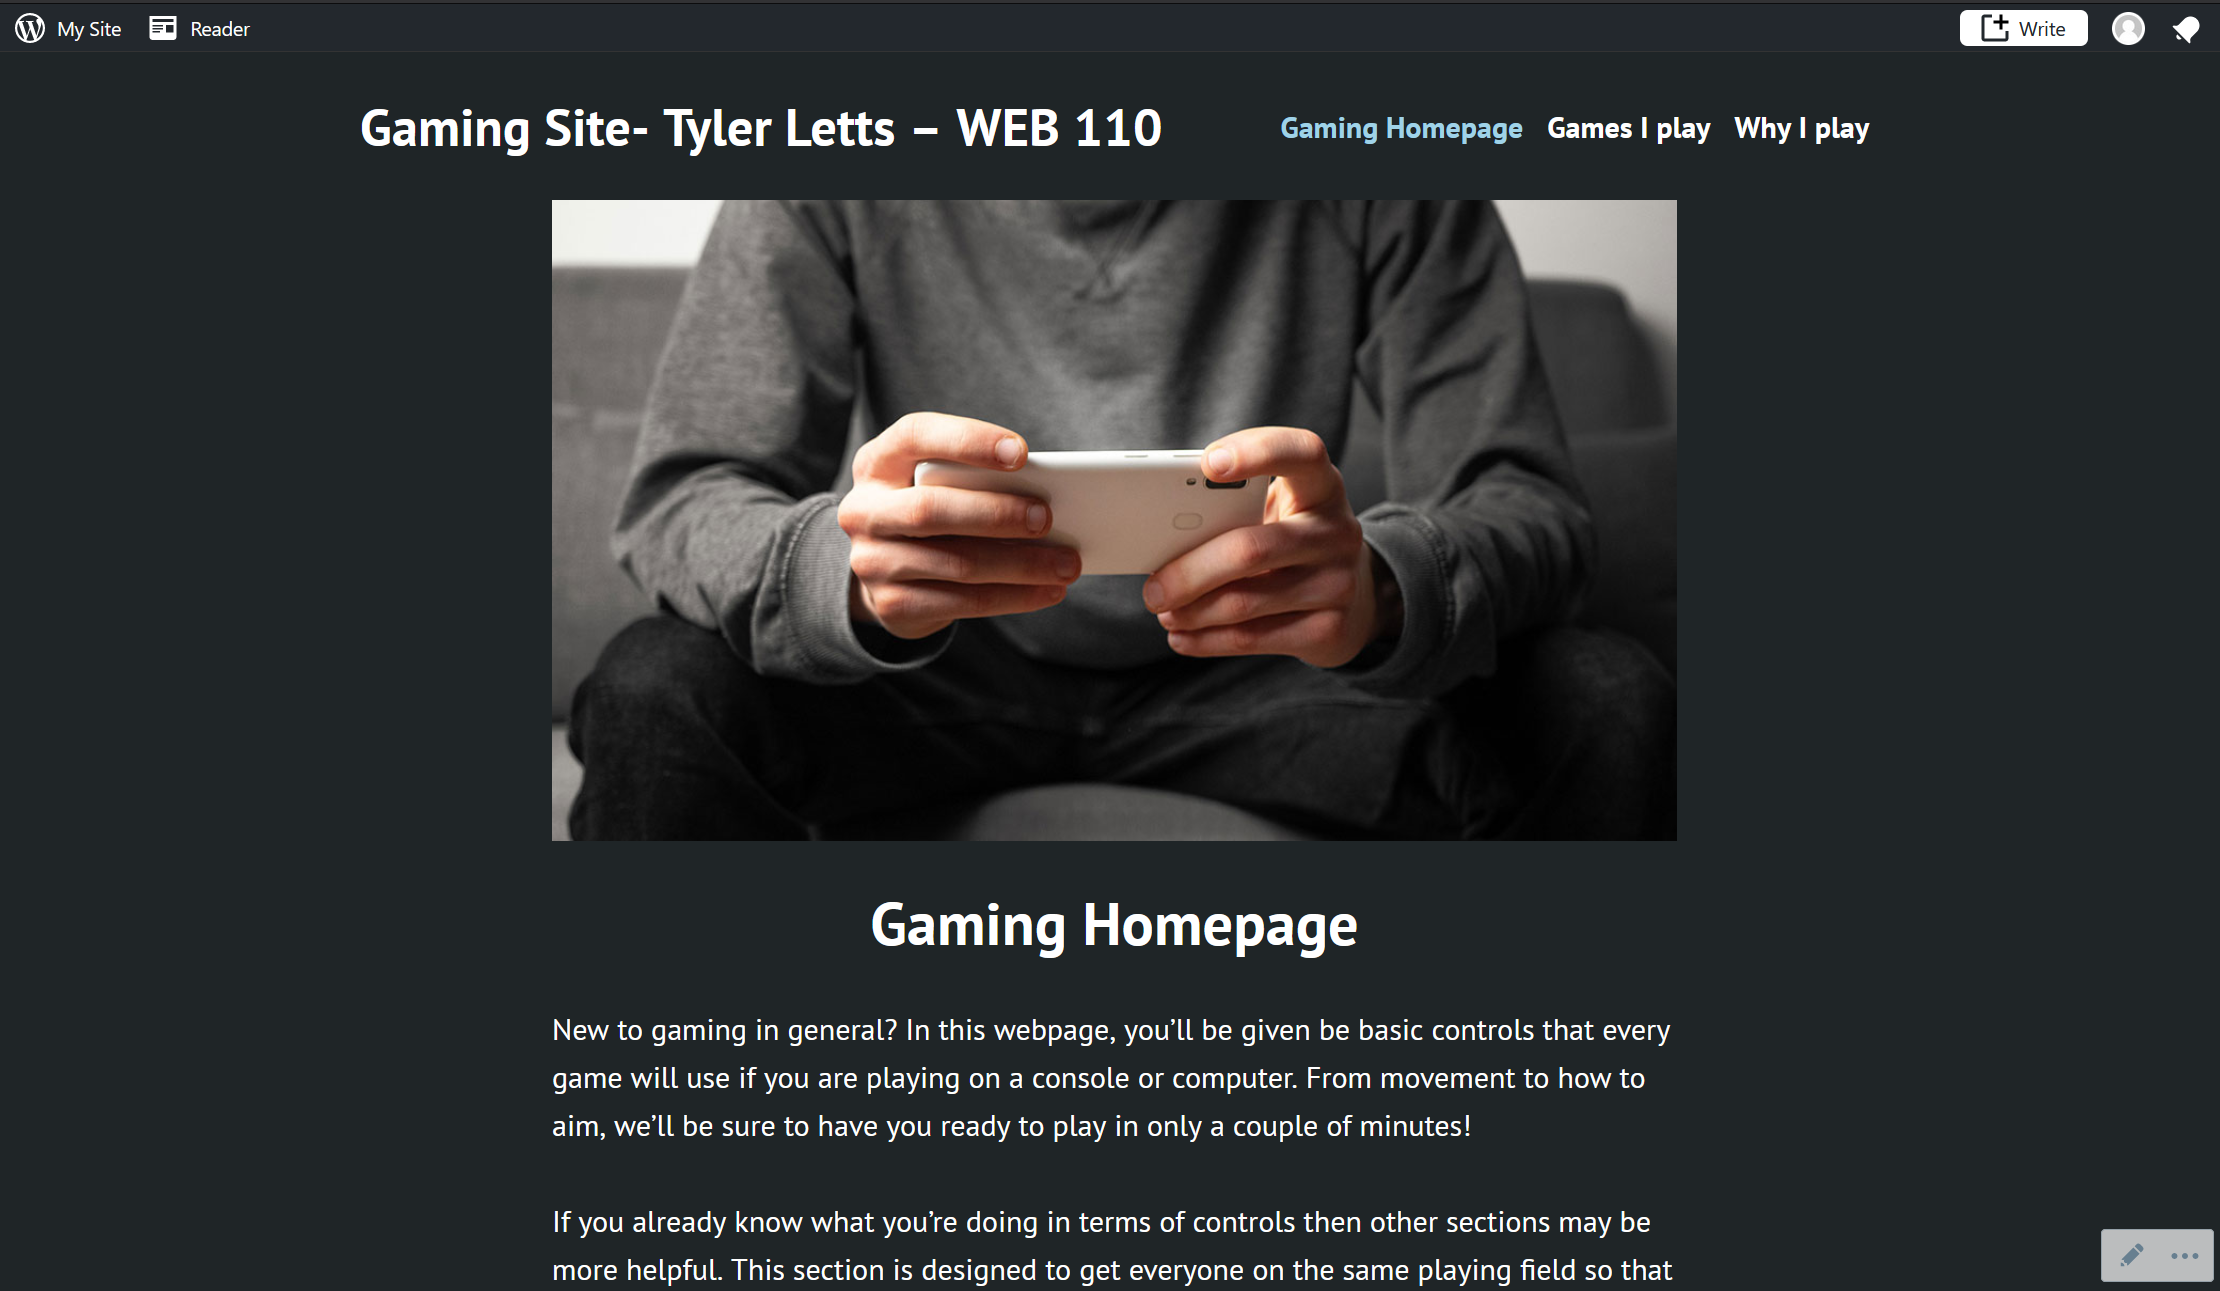 My Site
Reader
Write
Gaming Site- Tyler Letts – WEB 110
Gaming Homepage
Games I play
Why I play
Gaming Homepage
New to gaming in general? In this webpage, you’ll be given be basic controls that every
game will use if you are playing on a console or computer. From movement to how to
aim, we’ll be sure to have you ready to play in only a couple of minutes!
If you already know what you’re doing in terms of controls then other sections may be
more helpful. This section is designed to get everyone on the same playing field so that